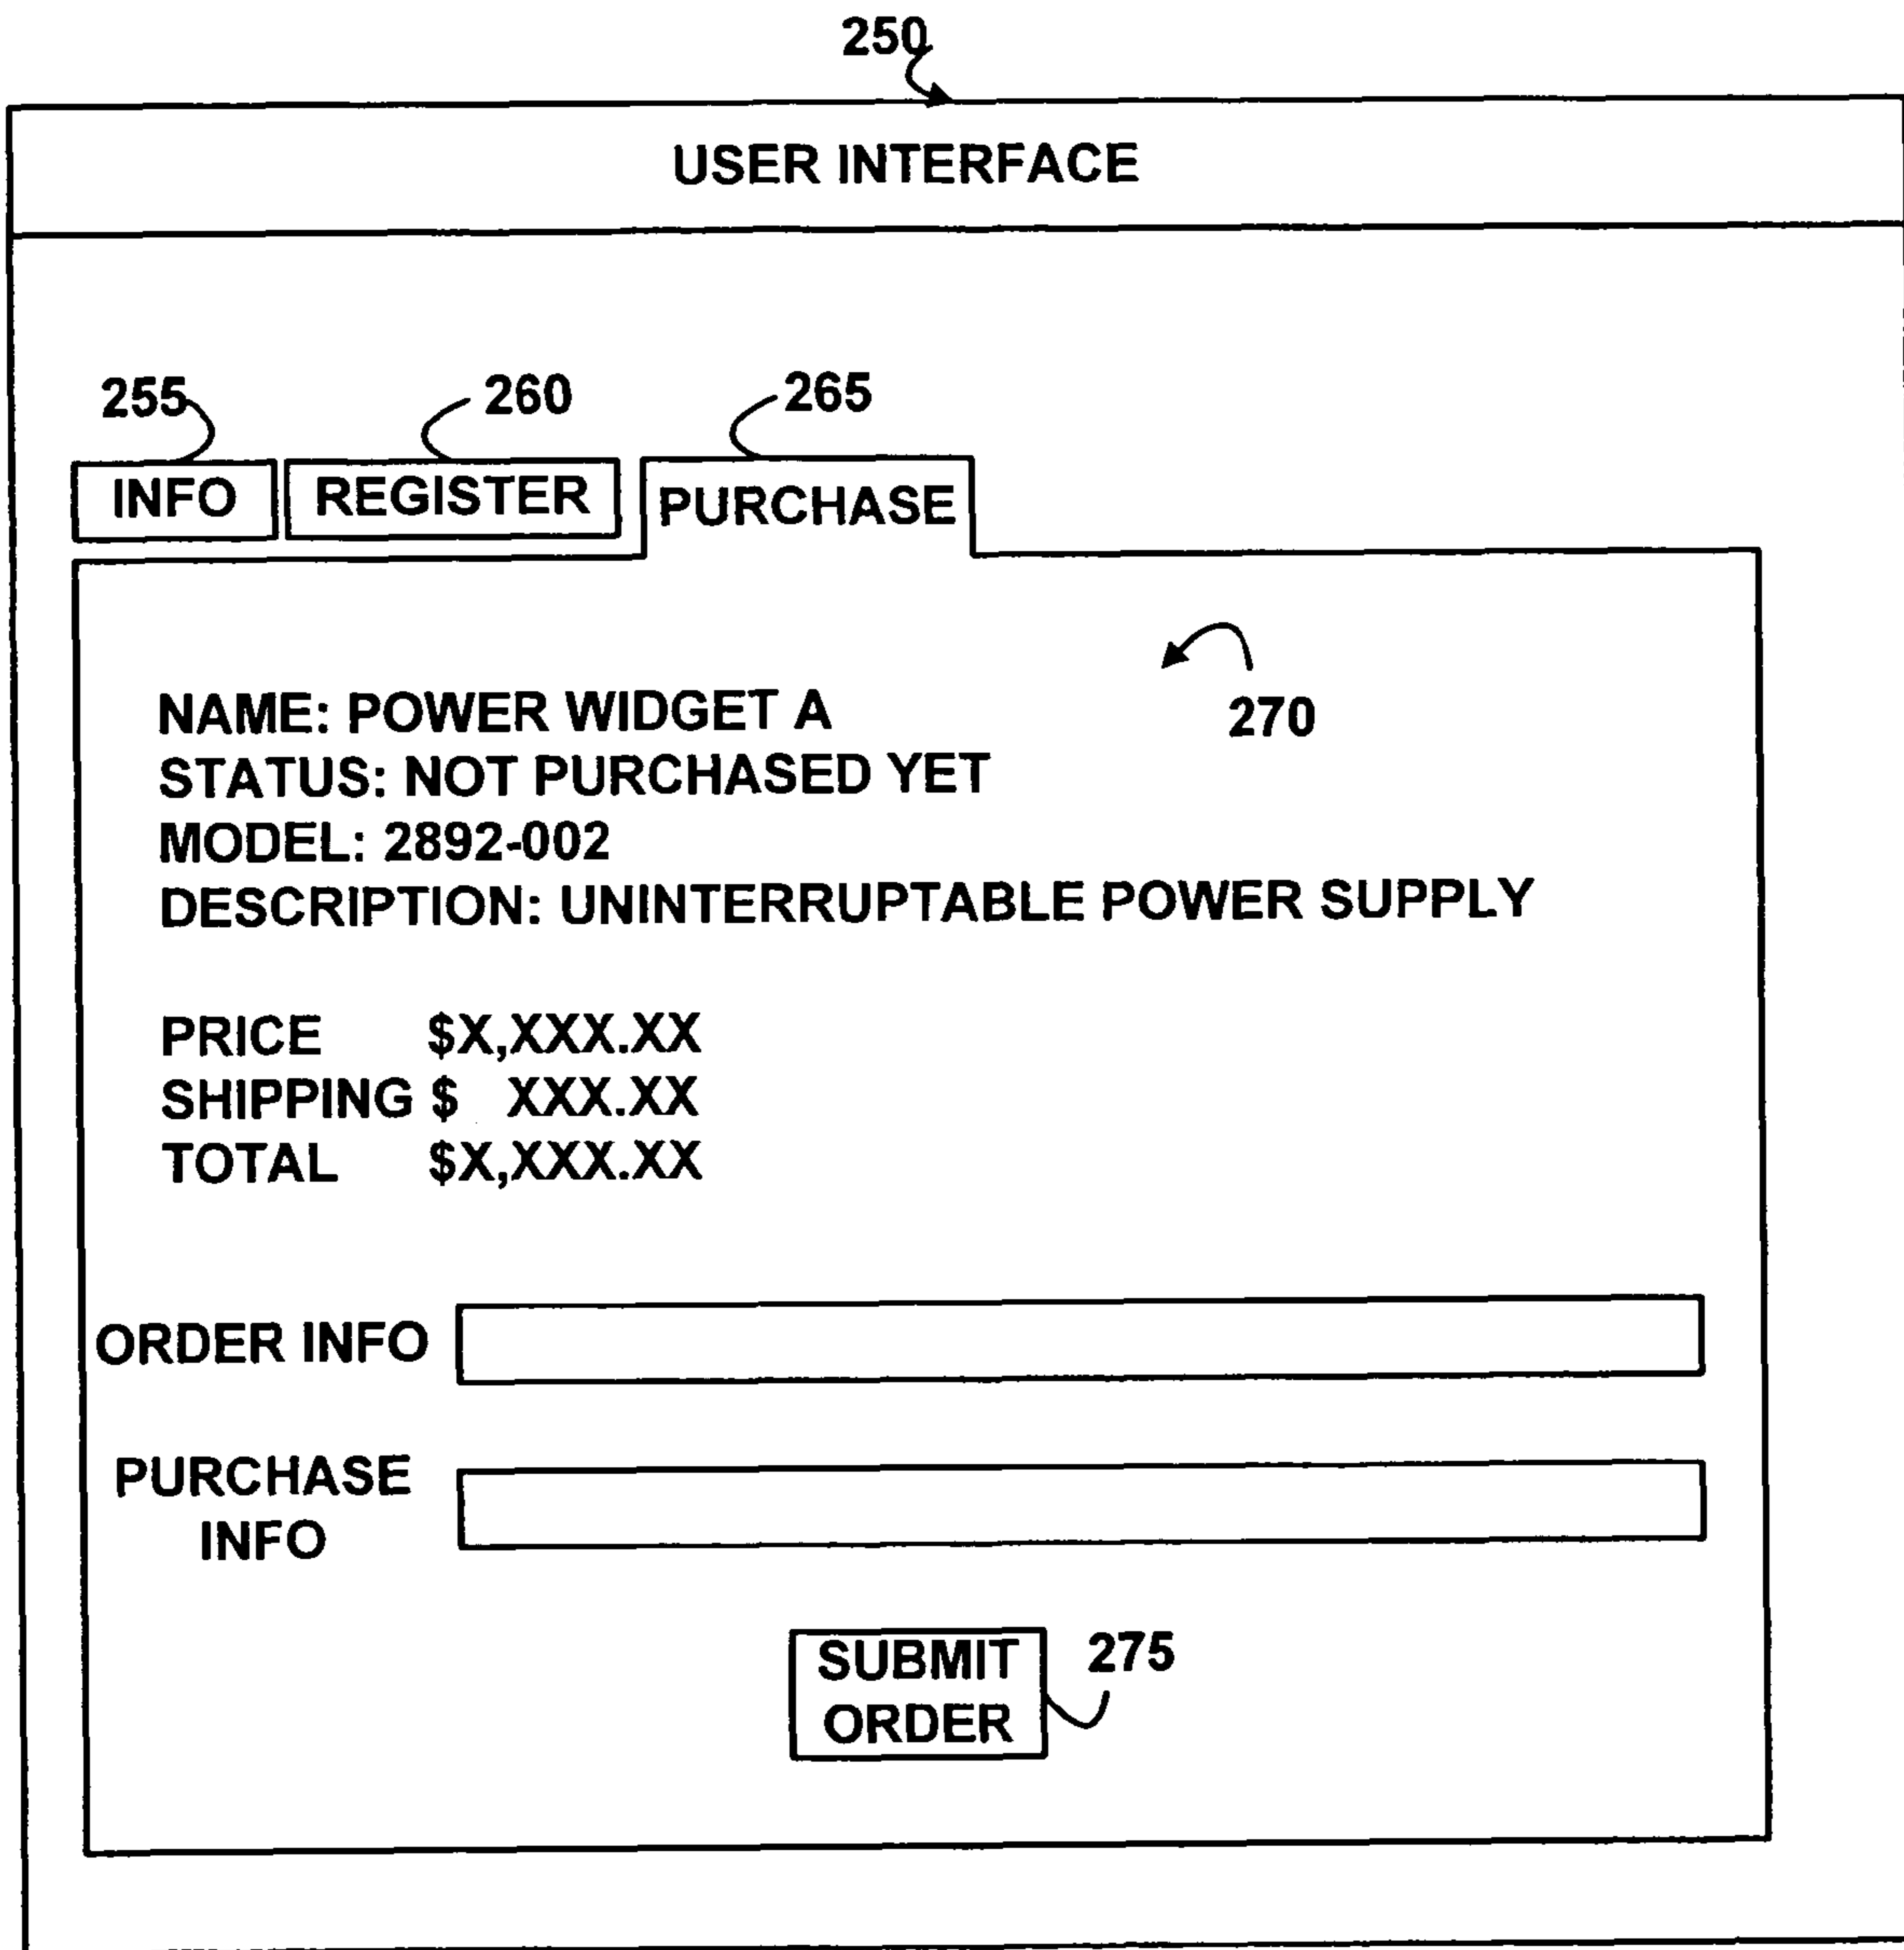 250
USER INTERFACE
255
260
265
INFO
REGISTER
PURCHASE
270
NAME: POWER WIDGET A
STATUS: NOT PURCHASED YET
MODEL: 2892-002
DESCRIPTION: UNINTERRUPTABLE POWER SUPPLY
PRICE $X,XXX.XX
SHIPPING $ XXX.XX
TOTAL $X,XXX.XX
ORDER INFO
PURCHASE
INFO
SUBMIT
ORDER
275